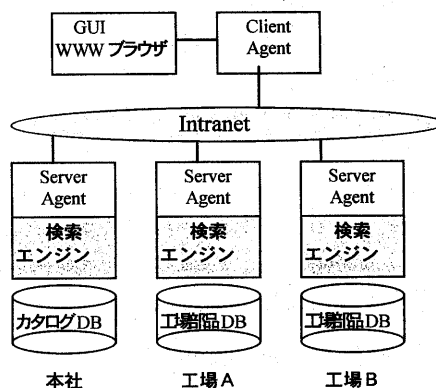 GUI
WWW ブラウザ
Client
Agent
Intranet
Server
Agent
検索
エンジン
Server
Agent
検索
エンジン
Server
Agent
検索
エンジン
カタログDB
工場部品DB
工場部品DB
本社
工場A
工場B